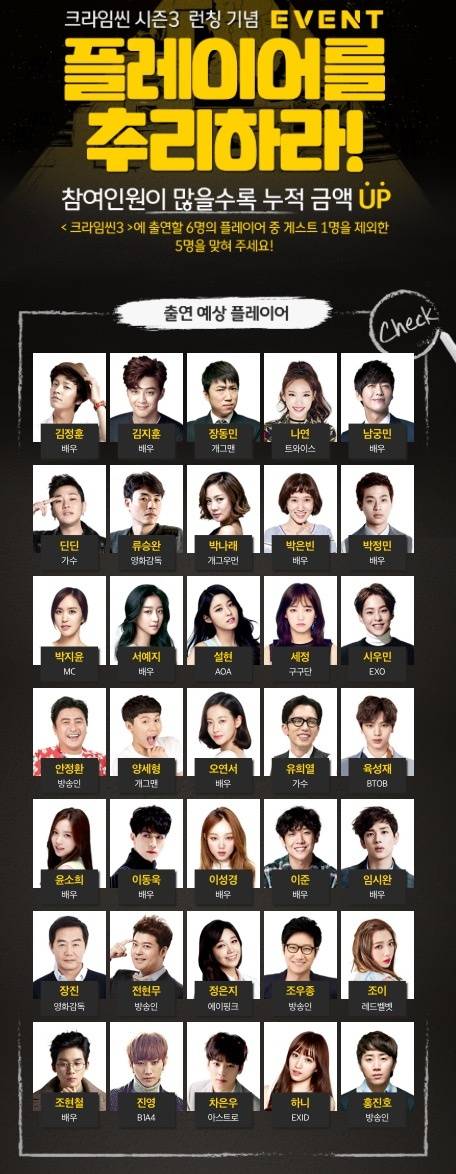 크라임씬 시즌3 런칭 기념 EVENT
플레이어를
추리하라!
참여인원이 많을수록 누적 금액 UP
< 크라임씬3 >에 출연할 6명의 플레이어 중 게스트 1명을 제외한
5명을 맞혀 주세요!
출연 예상 플레이어
Check
김정훈 김지훈 장동민 나연 남궁민
배우 배우 개그맨 트와이스 배우
딘딘 류승완 박나래 박은빈 박정민
가수 영화감독 개그우먼 배우 배우
박지윤 서예지 설현 세정 시우민
MC 배우 AOA 구구단 EXO
안정환 양세형 오연서 유희열 육성재
방송인 개그맨 배우 가수 BTOB
윤소희 이동욱 이성경 이준 임시완
배우 배우 배우 배우 배우
장진 전현무 정은지 조우종 조이
영화감독 방송인 에이핑크 방송인 레드벨벳
조현철 진영 차은우 하니 홍진호
배우 B1A4 아스트로 EXID 방송인